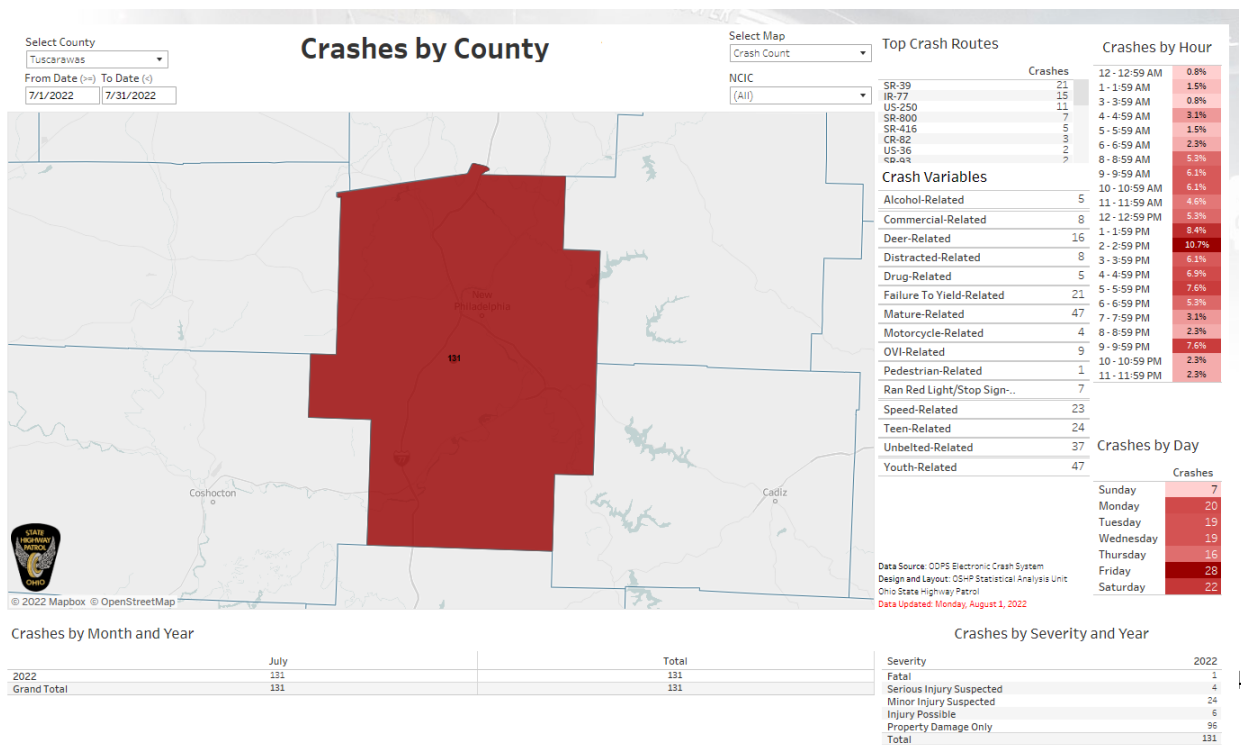 Select County
Tuscarawas
From Date (>=) To Date (<)
7/1/2022 7/31/2022
Crashes by County
Select Map
Crash Count
NCIC
(All)
New
Philadelphia
131
Coshocton
Cadiz
STATE
HIGHWAY
PATROL
OHIO
© 2022 Mapbox © OpenStreetMap
Top Crash Routes
Crashes
SR-39 21
IR-77 15
US-250 11
SR-800 7
SR-416 5
CR-82 3
US-36 2
SR-93 2
Crash Variables
Alcohol-Related 5
Commercial-Related 8
Deer-Related 16
Distracted-Related 8
Drug-Related 5
Failure To Yield-Related 21
Mature-Related 47
Motorcycle-Related 4
OVI-Related 9
Pedestrian-Related 1
Ran Red Light/Stop Sign-.. 7
Speed-Related 23
Teen-Related 24
Unbelted-Related 37
Youth-Related 47
Data Source: ODPS Electronic Crash System
Design and Layout: OSHP Statistical Analysis Unit
Ohio State Highway Patrol
Data Updated: Monday, August 1, 2022
Crashes by Hour
12 - 12:59 AM 0.8%
1 - 1:59 AM 1.5%
3 - 3:59 AM 0.8%
4 - 4:59 AM 3.1%
5 - 5:59 AM 1.5%
6 - 6:59 AM 2.3%
8 - 8:59 AM 5.3%
9 - 9:59 AM 6.1%
10 - 10:59 AM 6.1%
11 - 11:59 AM 4.6%
12 - 12:59 PM 5.3%
1 - 1:59 PM 8.4%
2 - 2:59 PM 10.7%
3 - 3:59 PM 6.1%
4 - 4:59 PM 6.9%
5 - 5:59 PM 7.6%
6 - 6:59 PM 5.3%
7 - 7:59 PM 3.1%
8 - 8:59 PM 2.3%
9 - 9:59 PM 7.6%
10 - 10:59 PM 2.3%
11 - 11:59 PM 2.3%
Crashes by Day
Crashes
Sunday 7
Monday 20
Tuesday 19
Wednesday 19
Thursday 16
Friday 28
Saturday 22
Crashes by Month and Year
July Total
2022 131 131
Grand Total 131 131
Crashes by Severity and Year
Severity 2022
Fatal 1
Serious Injury Suspected 4
Minor Injury Suspected 24
Injury Possible 6
Property Damage Only 96
Total 131